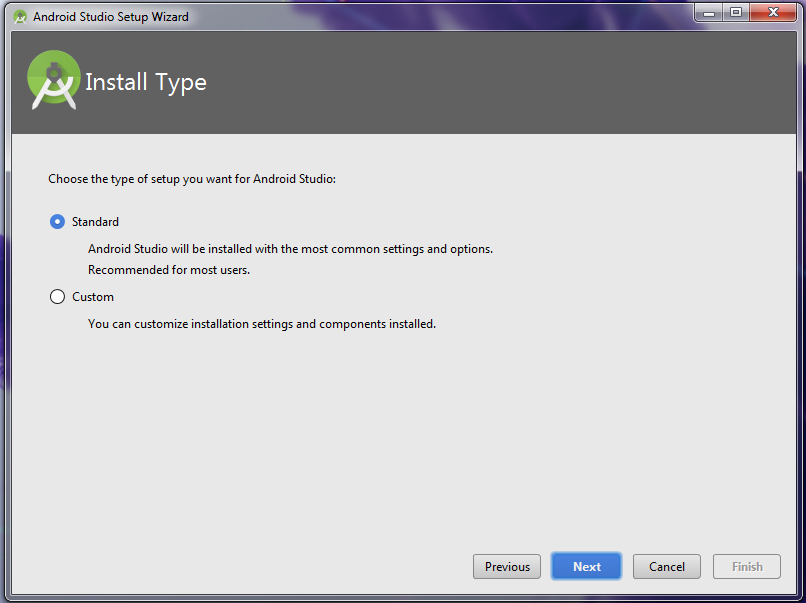 Android Studio Setup Wizard
Install Type
Choose the type of setup you want for Android Studio:
Standard
Android Studio will be installed with the most common settings and options.
Recommended for most users.
Custom
You can customize installation settings and components installed.
Previous
Next
Cancel
Finish